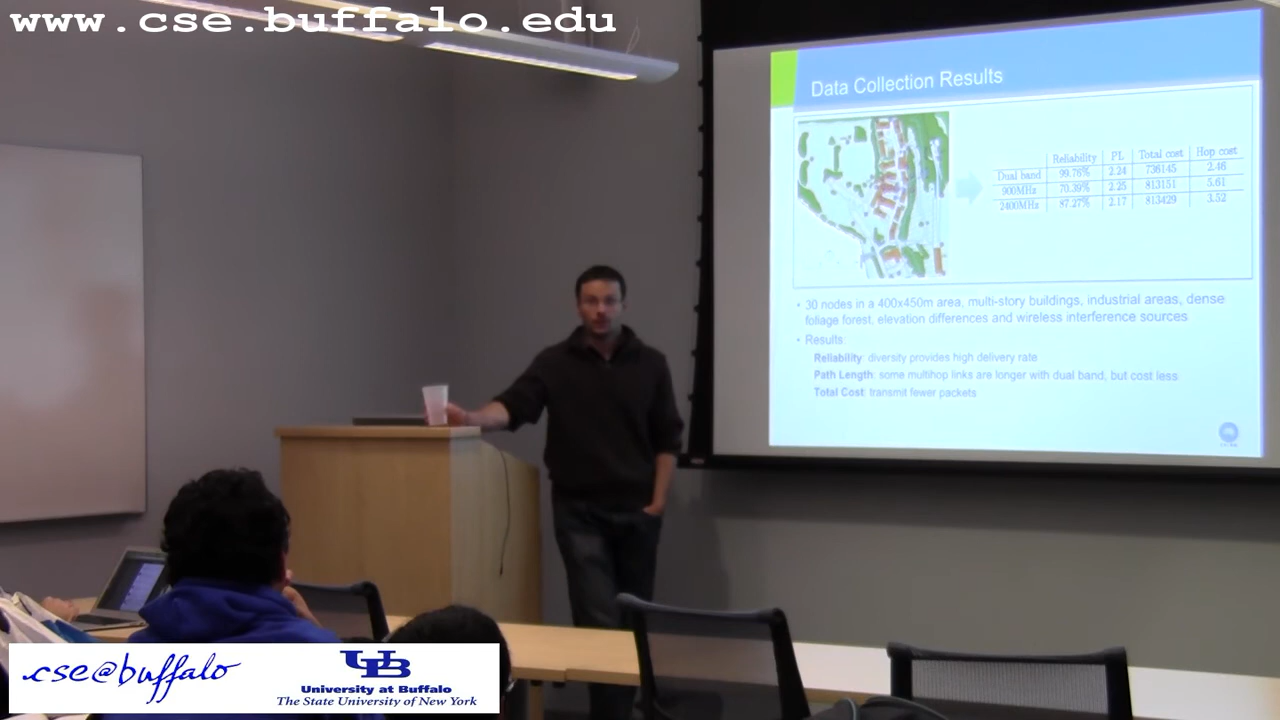 www.cse.buffalo.edu
Data Collection Results
Reliability PL Total cost Hop cost
Dual band 99.76% 2.24 736145 2.46
900MHz 70.39% 2.25 813151 5.61
2400MHz 87.27% 2.17 813429 3.52
• 30 nodes in a 400x450m area, multi-story buildings, industrial areas, dense
foliage forest, elevation differences and wireless interference sources
• Results:
Reliability: diversity provides high delivery rate
Path Length: some multihop links are longer with dual band, but cost less
Total Cost: transmit fewer packets
cse@buffalo
UB
University at Buffalo
The State University of New York